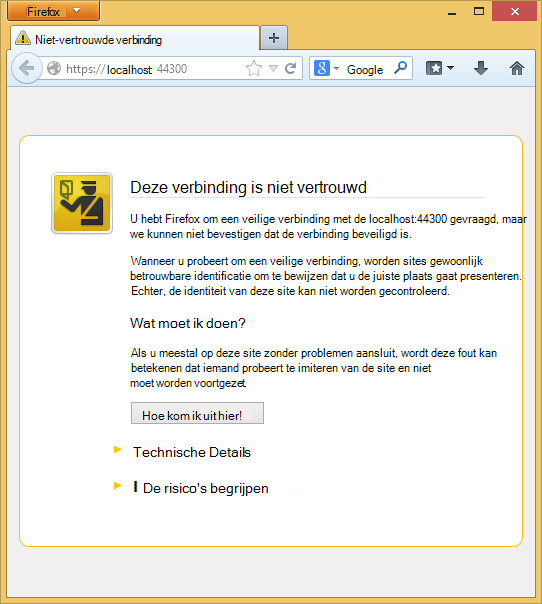 Firefox
Niet-vertrouwde verbinding
https://localhost 44300
Google
Deze verbinding is niet vertrouwd
U hebt Firefox om een veilige verbinding met de localhost:44300 gevraagd, maar
we kunnen niet bevestigen dat de verbinding beveiligd is.
Wanneer u probeert om een veilige verbinding, worden sites gewoonlijk
betrouwbare identificatie om te bewijzen dat u de juiste plaats gaat presenteren.
Echter, de identiteit van deze site kan niet worden gecontroleerd.
Wat moet ik doen?
Als u meestal op deze site zonder problemen aansluit, wordt deze fout kan
betekenen dat iemand probeert te imiteren van de site en niet
moet worden voortgezet.
Hoe kom ik uit hier!
Technische Details
I De risico's begrijpen